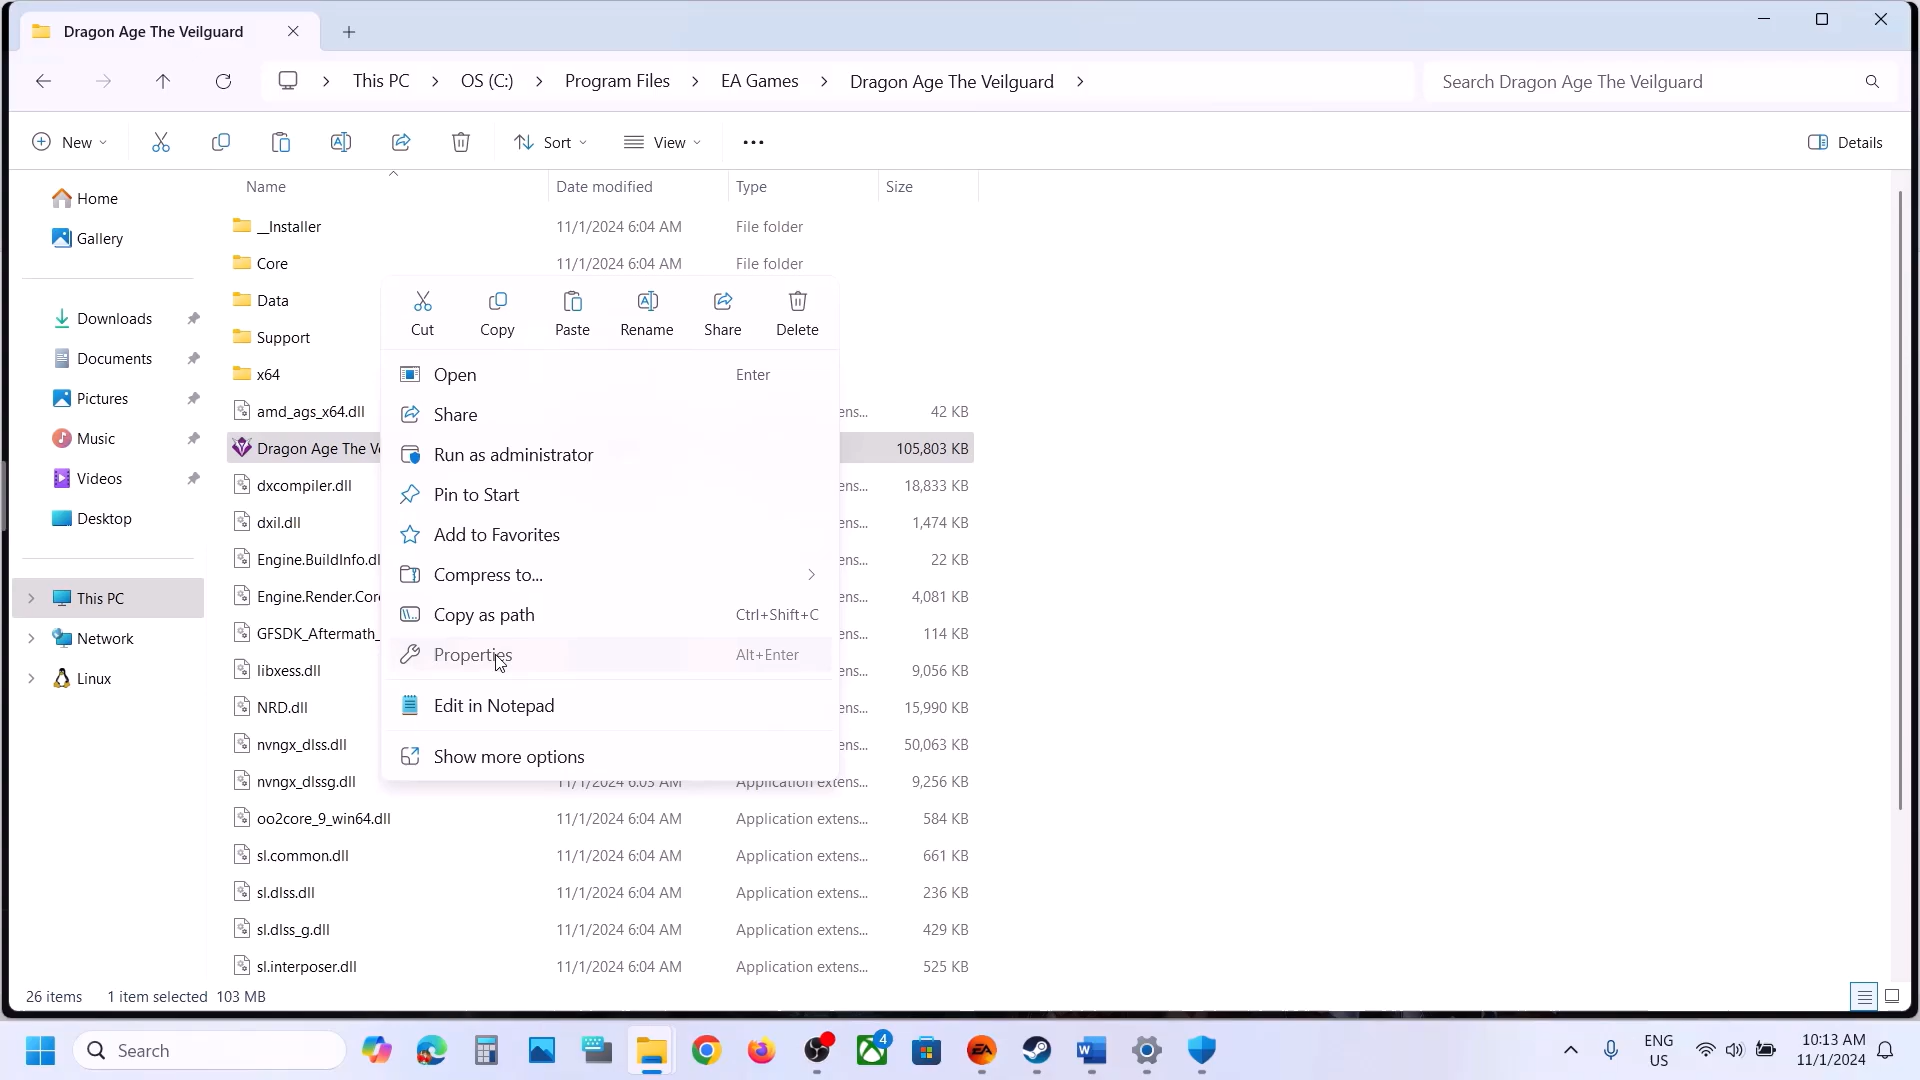 Dragon Age The Veilguard
This PC > OS (C:) > Program Files > EA Games > Dragon Age The Veilguard >
Search Dragon Age The Veilguard
New
Sort
View
Details
Name Date modified Type Size
Home
Gallery
Downloads
Documents
Pictures
Music
Videos
Desktop
This PC
Network
Linux
__Installer 11/1/2024 6:04 AM File folder
Core 11/1/2024 6:04 AM File folder
Data
Support
x64
amd_ags_x64.dll ens... 42 KB
Dragon Age The Ve 105,803 KB
dxcompiler.dll ens... 18,833 KB
dxil.dll ens... 1,474 KB
Engine.BuildInfo.dl ens... 22 KB
Engine.Render.Core ens... 4,081 KB
GFSDK_Aftermath_ ens... 114 KB
libxess.dll ens... 9,056 KB
NRD.dll ens... 15,990 KB
nvngx_dlss.dll ens... 50,063 KB
nvngx_dlssg.dll 11/1/2024 6:03 AM Application extens... 9,256 KB
oo2core_9_win64.dll 11/1/2024 6:04 AM Application extens... 584 KB
sl.common.dll 11/1/2024 6:04 AM Application extens... 661 KB
sl.dlss.dll 11/1/2024 6:04 AM Application extens... 236 KB
sl.dlss_g.dll 11/1/2024 6:04 AM Application extens... 429 KB
sl.interposer.dll 11/1/2024 6:04 AM Application extens... 525 KB
Cut Copy Paste Rename Share Delete
Open Enter
Share
Run as administrator
Pin to Start
Add to Favorites
Compress to...
Copy as path Ctrl+Shift+C
Properties Alt+Enter
Edit in Notepad
Show more options
26 items 1 item selected 103 MB
Search
4
ENG
US
10:13 AM
11/1/2024